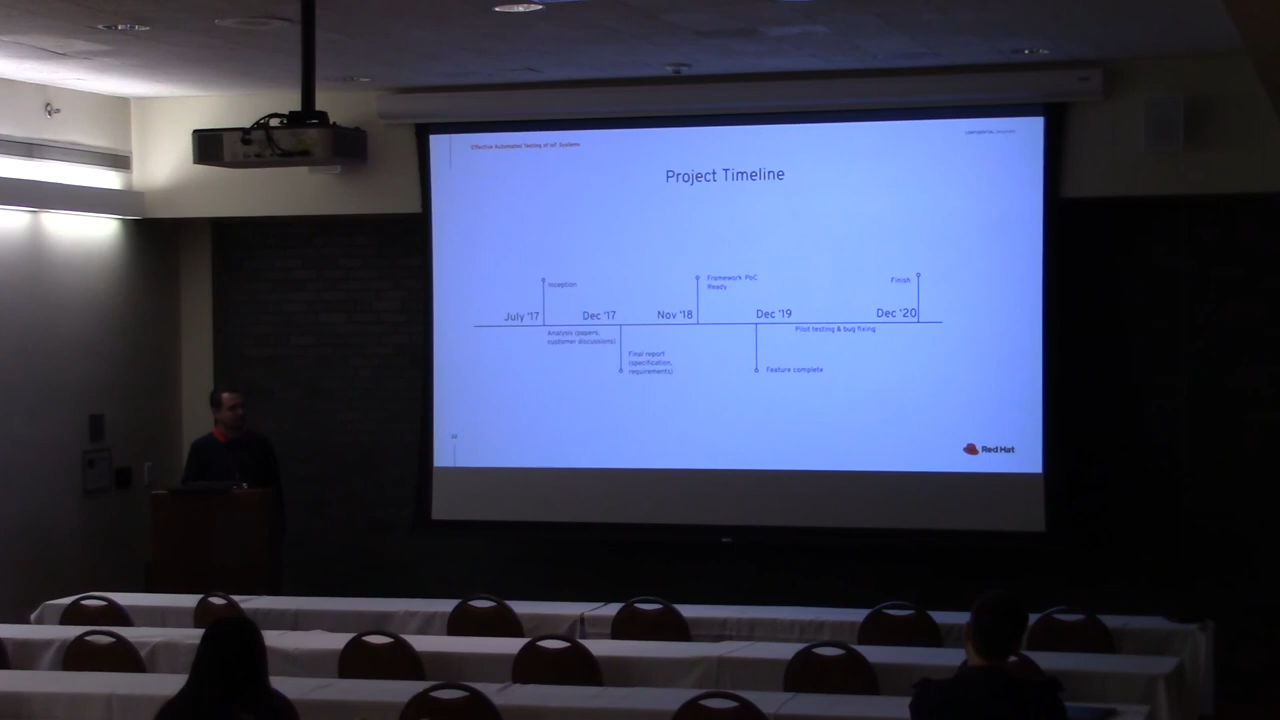 Effective Automated Testing of IoT Systems
CONFIDENTIAL
Project Timeline
Inception
Framework PoC
Ready
Finish
July '17
Dec '17
Nov '18
Dec '19
Dec '20
Analysis (papers,
customer discussions)
Pilot testing & bug fixing
Final report
(specification,
requirements)
Feature complete
Red Hat